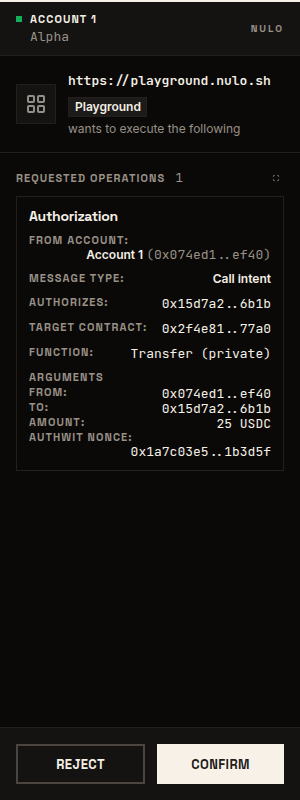 ACCOUNT 1
Alpha
NULO
https://playground.nulo.sh
Playground
wants to execute the following
REQUESTED OPERATIONS 1
Authorization
FROM ACCOUNT:
Account 1 (0x074ed1..ef40)
MESSAGE TYPE: Call intent
AUTHORIZES: 0x15d7a2..6b1b
TARGET CONTRACT: 0x2f4e81..77a0
FUNCTION: Transfer (private)
ARGUMENTS
FROM: 0x074ed1..ef40
TO: 0x15d7a2..6b1b
AMOUNT: 25 USDC
AUTHWIT NONCE:
0x1a7c03e5..1b3d5f
REJECT CONFIRM